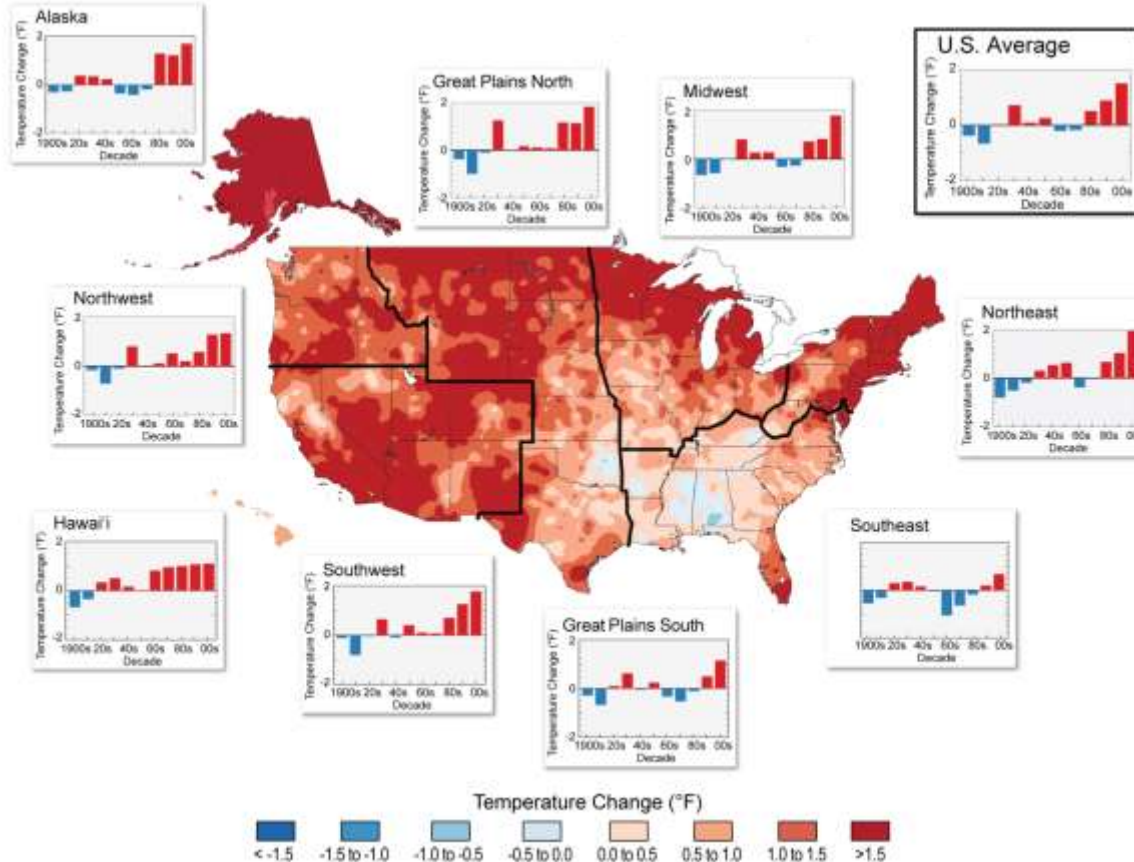 Alaska
Temperature Change (°F)
2
0
-2
1900s 20s 40s 60s 80s 00s
Decade
Great Plains North
Temperature Change (°F)
2
0
-2
1900s 20s 40s 60s 80s 00s
Decade
Midwest
Temperature Change (°F)
2
0
-2
1900s 20s 40s 60s 80s 00s
Decade
U.S. Average
Temperature Change (°F)
2
0
-2
1900s 20s 40s 60s 80s 00s
Decade
Northwest
Temperature Change (°F)
2
0
-2
1900s 20s 40s 60s 80s 00s
Decade
Northeast
Temperature Change (°F)
2
0
-2
1900s 20s 40s 60s 80s 00s
Decade
Hawai'i
Temperature Change (°F)
2
0
-2
1900s 20s 40s 60s 80s 00s
Decade
Southwest
Temperature Change (°F)
2
0
-2
1900s 20s 40s 60s 80s 00s
Decade
Great Plains South
Temperature Change (°F)
2
0
-2
1900s 20s 40s 60s 80s 00s
Decade
Southeast
Temperature Change (°F)
2
0
-2
1900s 20s 40s 60s 80s 00s
Decade
Temperature Change (°F)
< -1.5 -1.5 to -1.0 -1.0 to -0.5 -0.5 to 0.0 0.0 to 0.5 0.5 to 1.0 1.0 to 1.5 >1.5